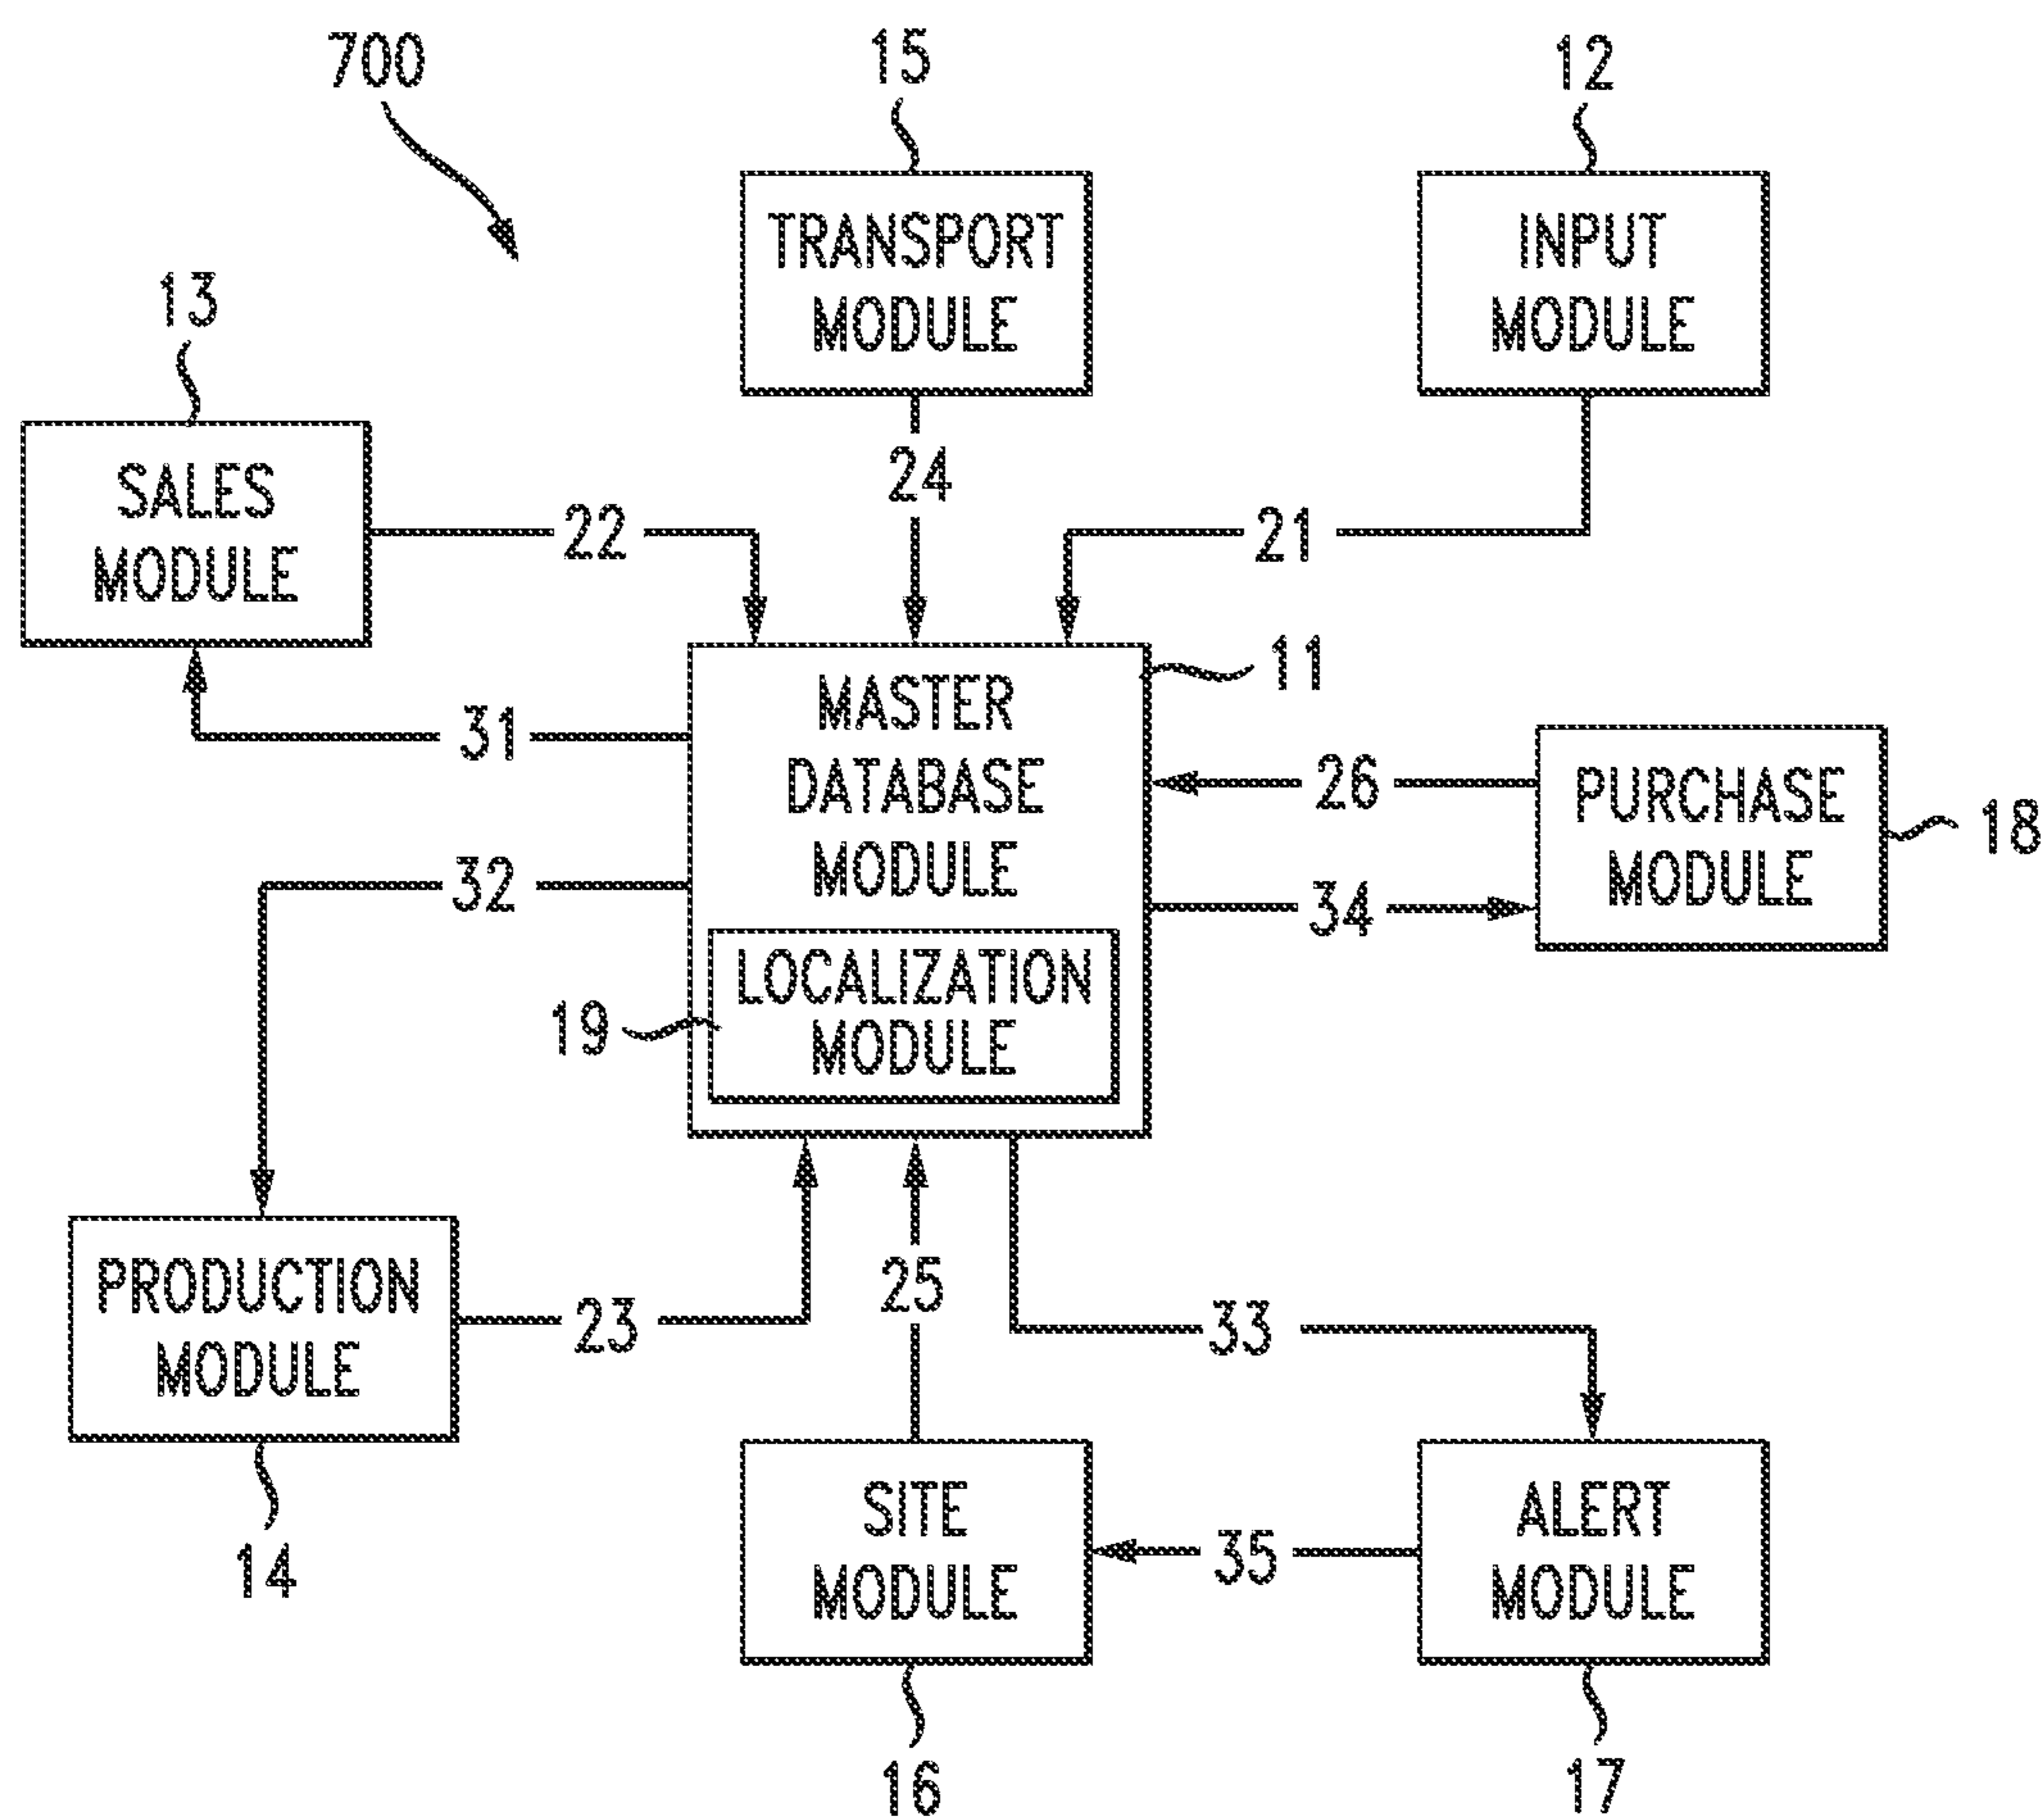 700
15
12
TRANSPORT
MODULE
INPUT
MODULE
13
SALES
MODULE
24
22
21
11
MASTER
DATABASE
MODULE
31
26
PURCHASE
MODULE
18
32
34
LOCALIZATION
MODULE
19
PRODUCTION
MODULE
23
25
33
14
SITE
MODULE
35
ALERT
MODULE
16
17